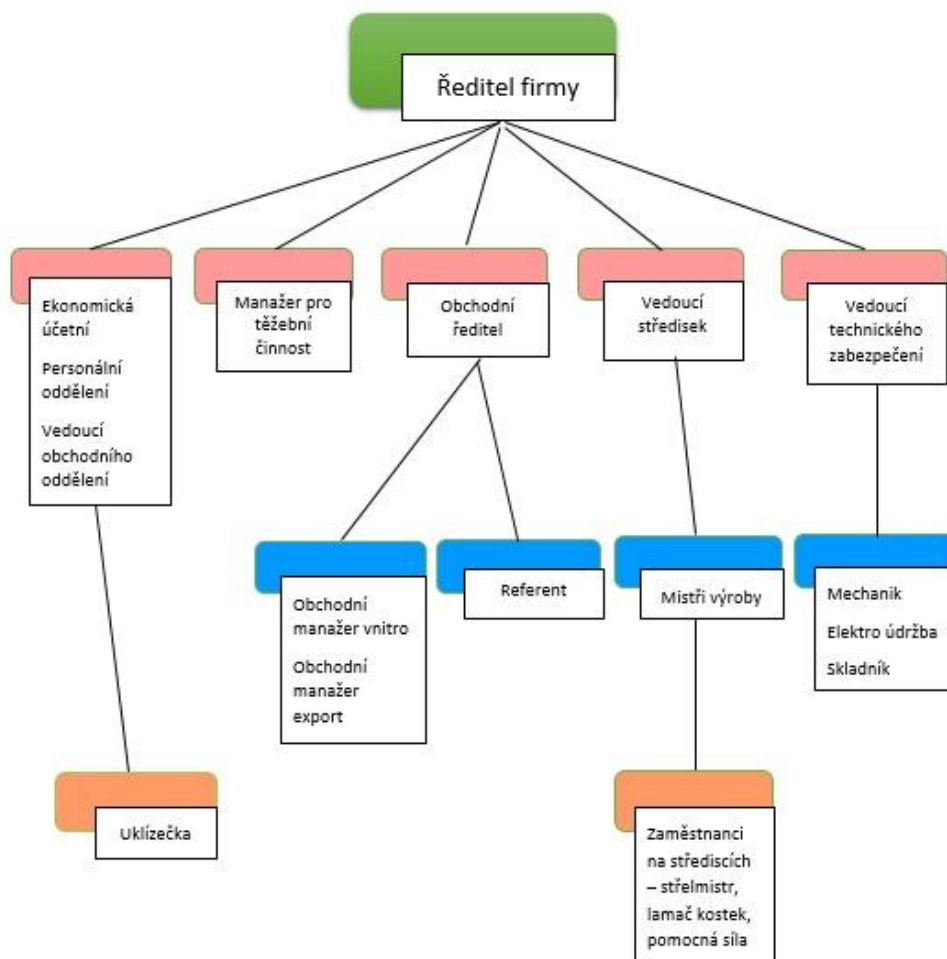 Ředitel firmy
Ekonomická
účetní
Personální
oddělení
Vedoucí
obchodního
oddělení
Manažer pro
těžební
činnost
Obchodní
ředitel
Vedoucí
středisek
Vedoucí
technického
zabezpečení
Obchodní
manažer vnitro
Obchodní
manažer
export
Referent
Mistři výroby
Mechanik
Elektro údržba
Skladník
Uklízečka
Zaměstnanci
na střediscích
– střelmistr,
lamač kostek,
pomocná síla